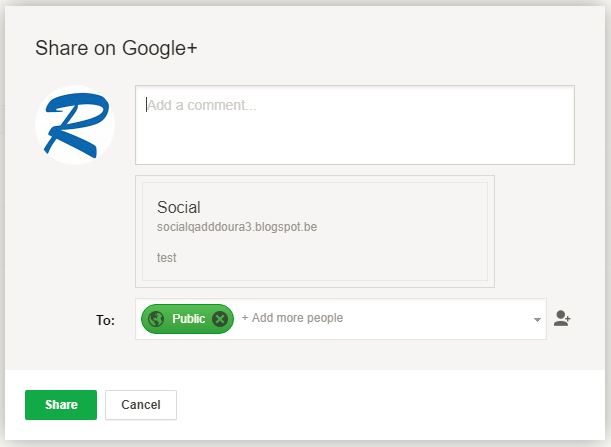 Share on Google+
R
Add a comment...
Social
socialqadddoura3.blogspot.be
test
To: Public + Add more people
Share Cancel